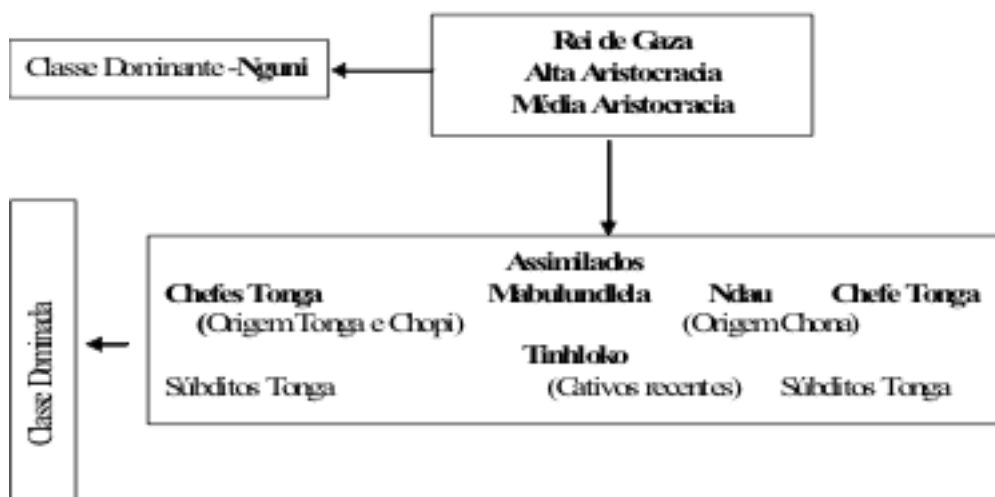 Rei de Gaza
Alta Aristocracia
Média Aristocracia
Classe Dominante -Nguni
Assimilados
Chefes Tonga Mabulundlela Ndau Chefe Tonga
(Origem Tonga e Chopi) (Origem Chona)
Tinhloko
Súbditos Tonga (Cativos recentes) Súbditos Tonga
Classe Dominada